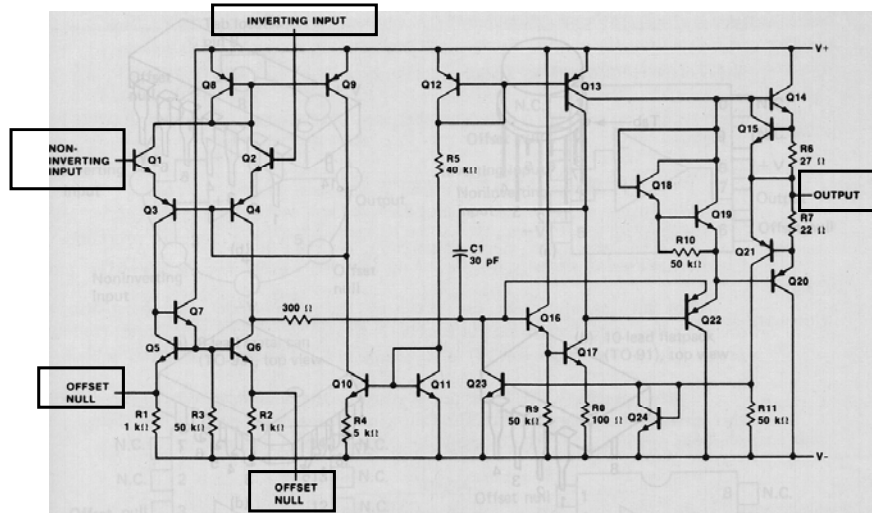 INVERTING INPUT
V+
Q8
Q9
Q12
Q13
Q14
Q15
NON-
INVERTING
INPUT
Q1
Q2
R5
40 kΩ
R6
27 Ω
OUTPUT
Q3
Q4
Q18
Q19
R7
22 Ω
C1
30 pF
R10
50 kΩ
Q21
Q20
Q7
300 Ω
Q16
Q22
Q5
Q6
Q17
OFFSET
NULL
Q10
Q11
Q23
Q24
R1
1 kΩ
R3
50 kΩ
R2
1 kΩ
R4
5 kΩ
R9
50 kΩ
R8
100 Ω
R11
50 kΩ
V-
OFFSET
NULL